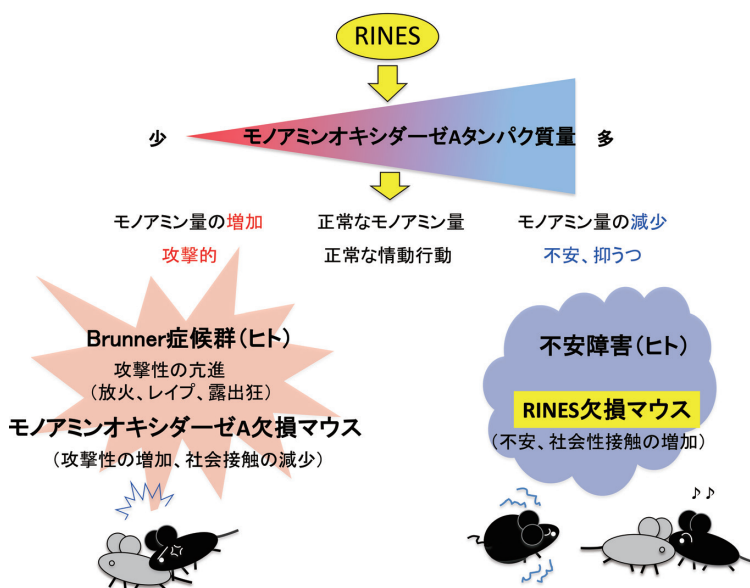 RINES
少
モノアミンオキシダーゼAタンパク質量
多
モノアミン量の増加
攻撃的
正常なモノアミン量
正常な情動行動
モノアミン量の減少
不安、抑うつ
Brunner症候群(ヒト)
攻撃性の亢進
(放火、レイプ、露出狂)
モノアミンオキシダーゼA欠損マウス
(攻撃性の増加、社会接触の減少)
不安障害(ヒト)
RINES欠損マウス
(不安、社会性接触の増加)
♪♪